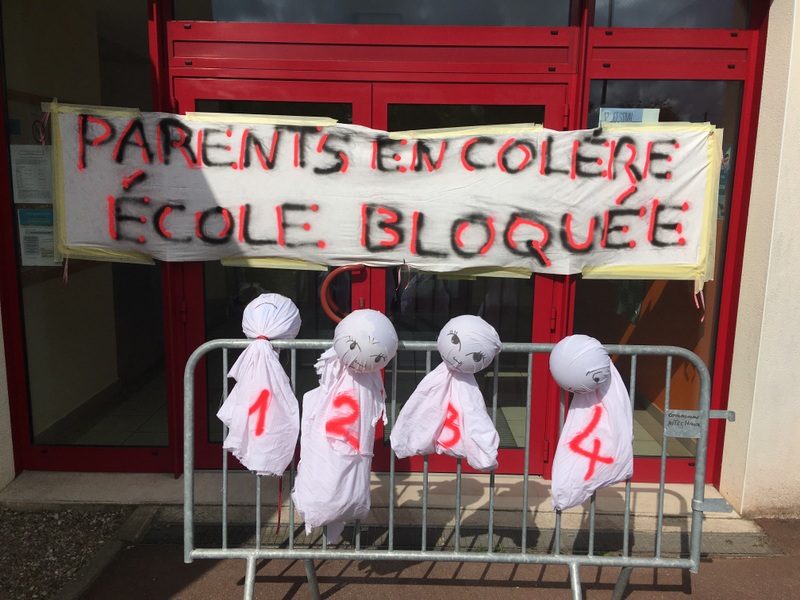 PARENTS EN COLÈRE
ÉCOLE BLOQUÉE
1 2 3 4